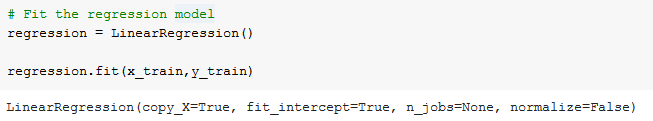 # Fit the regression model
regression = LinearRegression()
regression.fit(x_train,y_train)
LinearRegression(copy_X=True, fit_intercept=True, n_jobs=None, normalize=False)